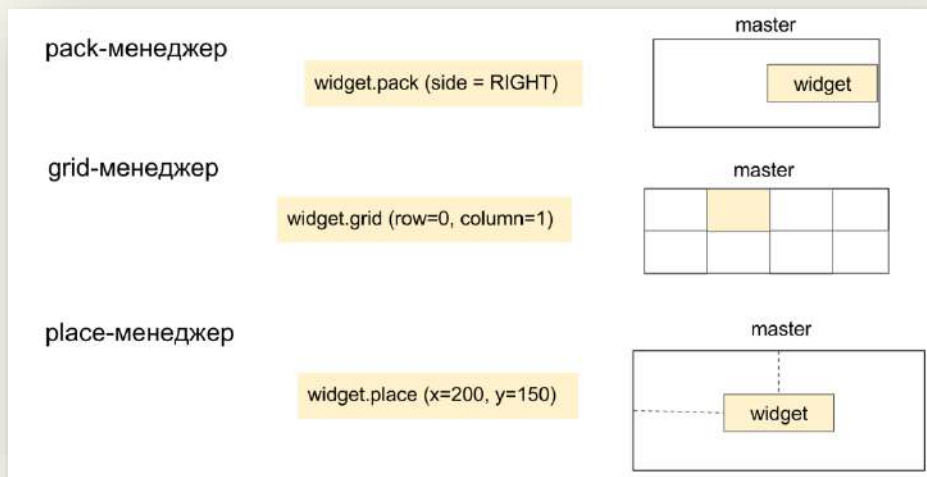 pack-менеджер
widget.pack (side = RIGHT)
master
widget
grid-менеджер
widget.grid (row=0, column=1)
master
place-менеджер
widget.place (x=200, y=150)
master
widget